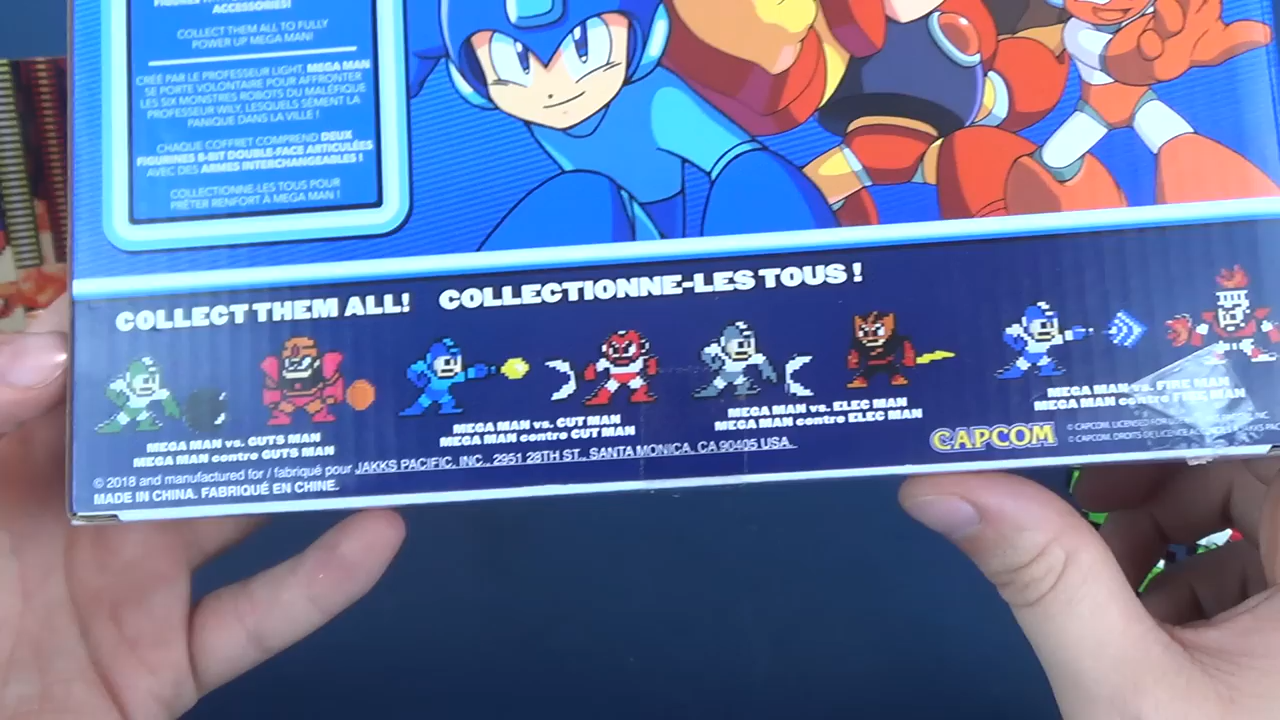 ACCESSORIES!
COLLECT THEM ALL TO FULLY
POWER UP MEGA MAN!
CRÉÉ PAR LE PROFESSEUR LIGHT, MEGA MAN
SE PORTE VOLONTAIRE POUR AFFRONTER
LES SIX MONSTRES ROBOTS DU MALÉFIQUE
PROFESSEUR WILY, LESQUELS SÈMENT LA
PANIQUE DANS LA VILLE !
CHAQUE COFFRET COMPREND DEUX
FIGURINES 8-BIT DOUBLE-FACE ARTICULÉES
AVEC DES ARMES INTERCHANGEABLES !
COLLECTIONNE-LES TOUS POUR
PRÊTER RENFORT À MEGA MAN !
COLLECT THEM ALL! COLLECTIONNE-LES TOUS !
MEGA MAN vs. GUTS MAN
MEGA MAN contro GUTS MAN
MEGA MAN vs. CUT MAN
MEGA MAN contro CUT MAN
MEGA MAN vs. ELEC MAN
MEGA MAN contro ELEC MAN
MEGA MAN vs. FIRE MAN
MEGA MAN contro FIRE MAN
© 2018 and manufactured for / fabriqué pour JAKKS PACIFIC, INC., 2951 28TH ST., SANTA MONICA, CA 90405 USA.
MADE IN CHINA. FABRIQUÉ EN CHINE.
CAPCOM
© CAPCOM. LICENSED FOR
© CAPCOM. DROITS DE LICENCE